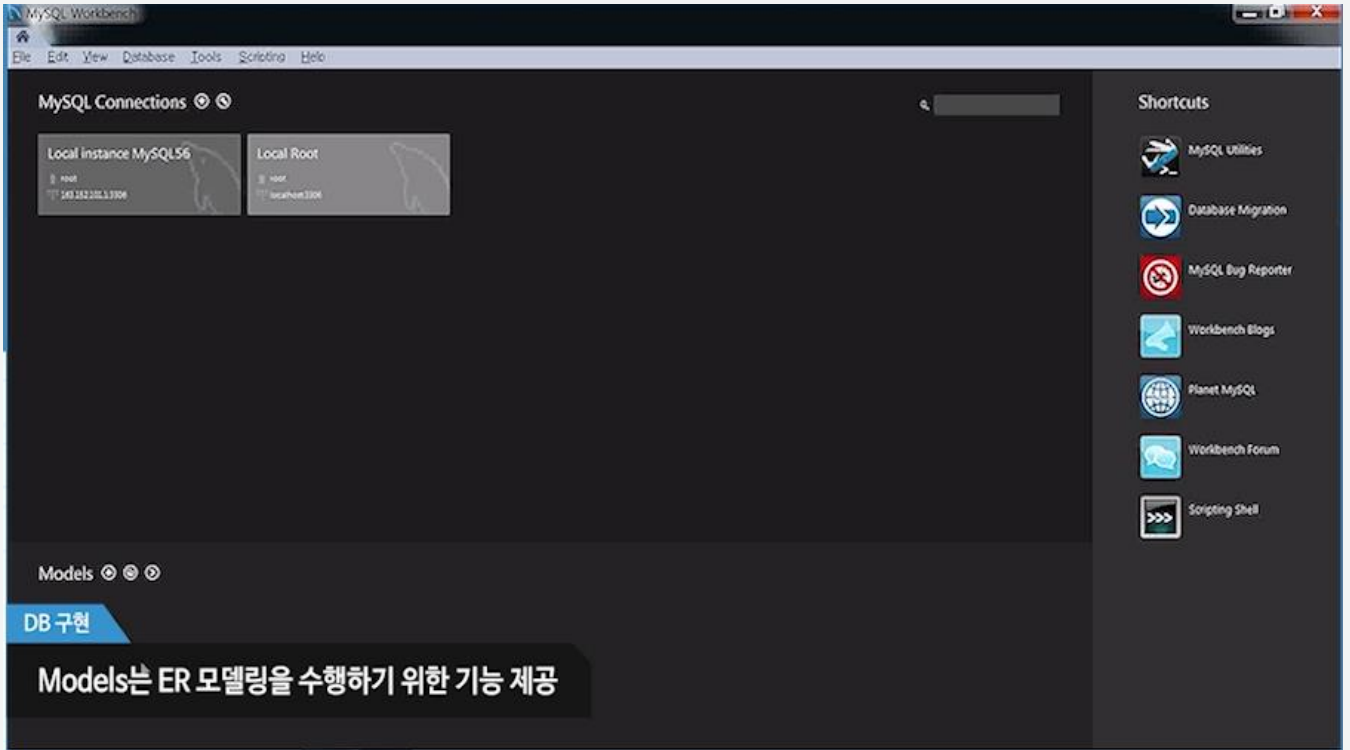 MySQL Workbench
File Edit View Database Tools Scripting Help
MySQL Connections
Local instance MySQL56
root
Local Root
root
localhost:3306
Shortcuts
MySQL Utilities
Database Migration
MySQL Bug Reporter
Workbench Blogs
Planet MySQL
Workbench Forum
Scripting Shell
Models
DB 구현
Models는 ER 모델링을 수행하기 위한 기능 제공